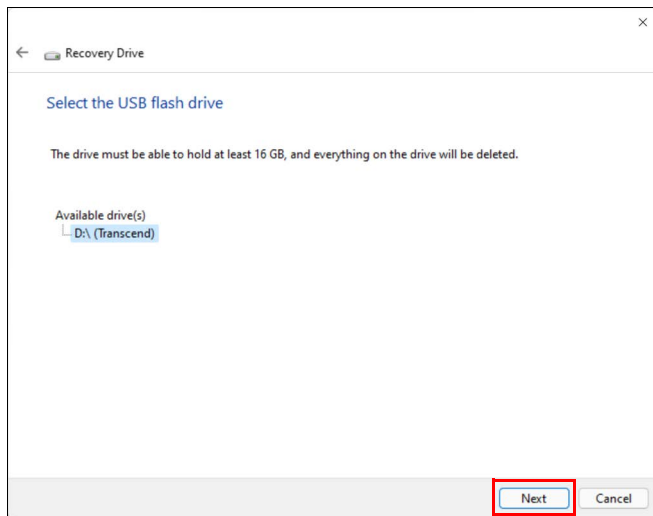 Recovery Drive
Select the USB flash drive
The drive must be able to hold at least 16 GB, and everything on the drive will be deleted.
Available drive(s)
D:\ (Transcend)
Next Cancel